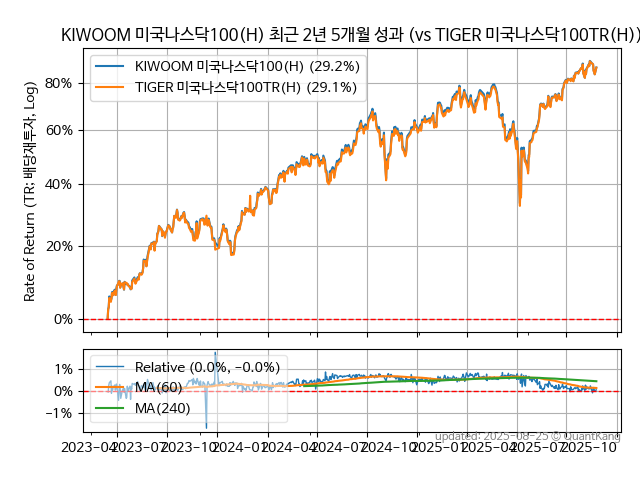 KIWOOM 미국나스닥100(H) 최근 2년 5개월 성과 (vs TIGER 미국나스닥100TR(H))
KIWOOM 미국나스닥100(H) (29.2%)
TIGER 미국나스닥100TR(H) (29.1%)
80%
60%
40%
20%
0%
Rate of Return (TR: 배당재투자, Log)
Relative (0.0%, −0.0%)
MA(60)
MA(240)
1%
0%
−1%
updated: 2025-08-25 © QuantKang
2023-04 2023-07 2023-10 2024-01 2024-04 2024-07 2024-10 2025-01 2025-04 2025-07 2025-10